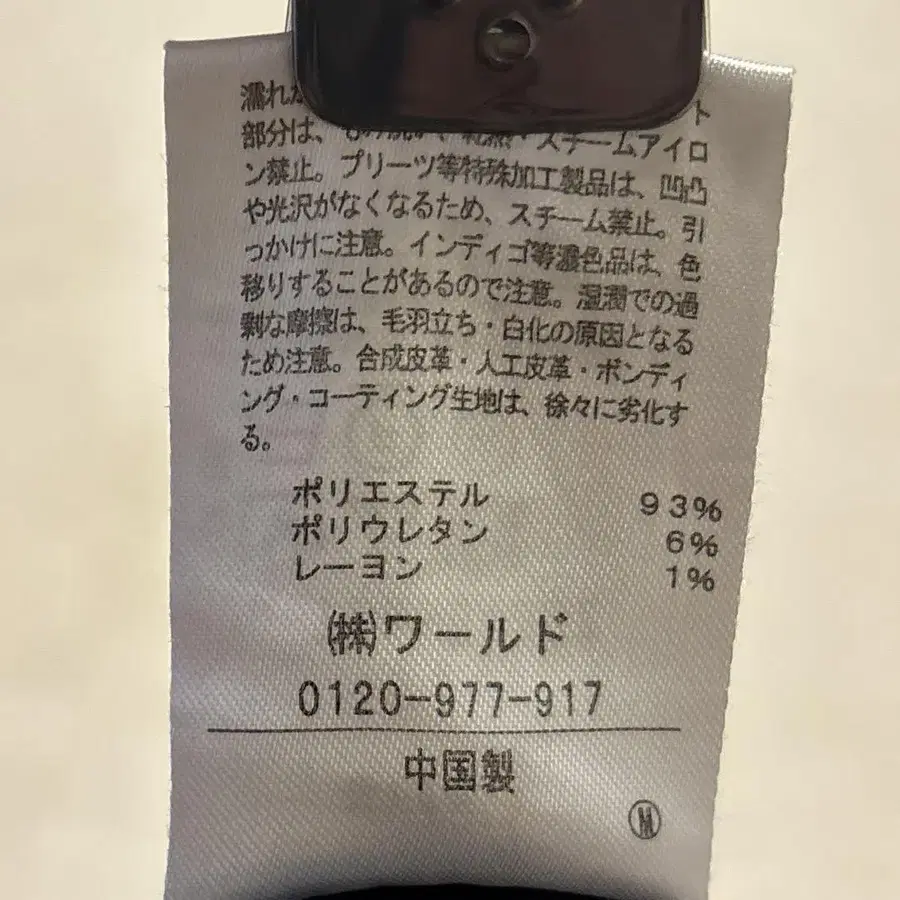 濡れ
ト
部分は、・スチームアイロ
ン禁止。プリーツ等特殊加工製品は、凹凸
や光沢がなくなるため、スチーム禁止。引
っかけに注意。インディゴ等濃色品は、色
移りすることがあるので注意。湿潤での過
剰な摩擦は、毛羽立ち・白化の原因となる
ため注意。合成皮革・人工皮革・ボンディ
ング・コーティング生地は、徐々に劣化す
る。
ポリエステル 93%
ポリウレタン 6%
レーヨン 1%
㈱ワールド
0120-977-917
中国製
Ⓜ